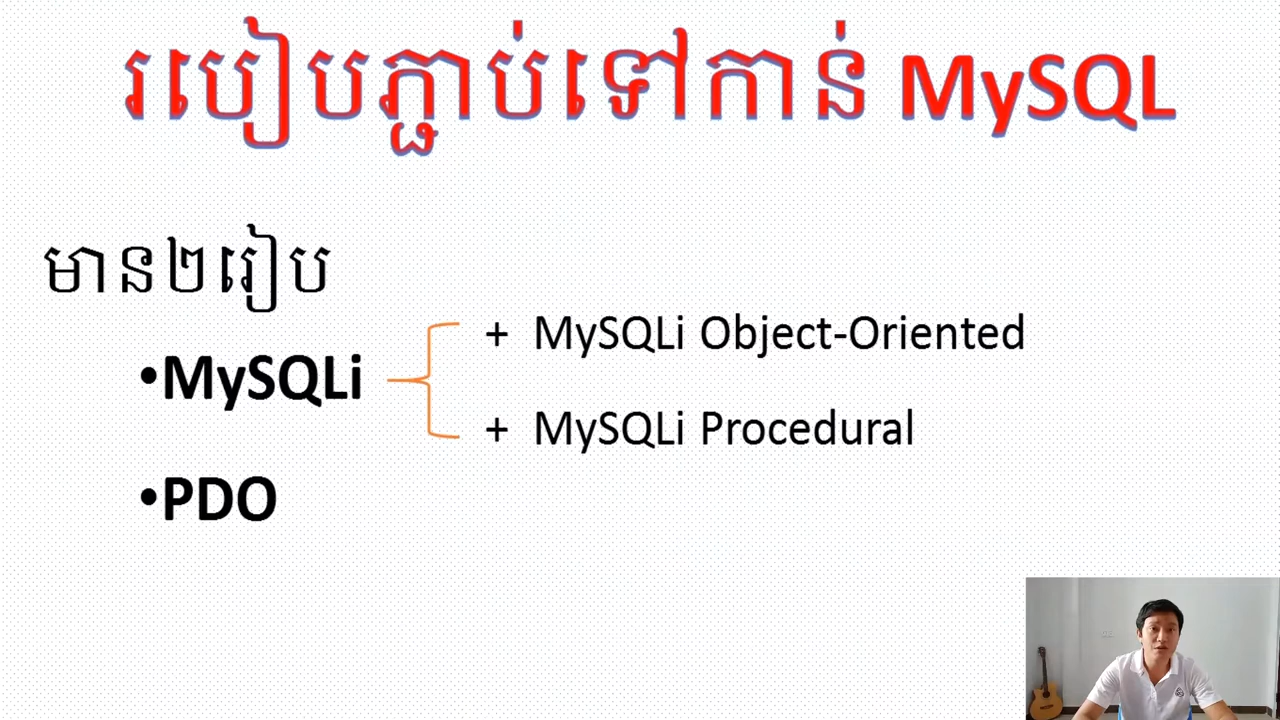 របៀបភ្ជាប់ទៅកាន់ MySQL
មាន២រៀប
•MySQLi
+ MySQLi Object-Oriented
+ MySQLi Procedural
•PDO